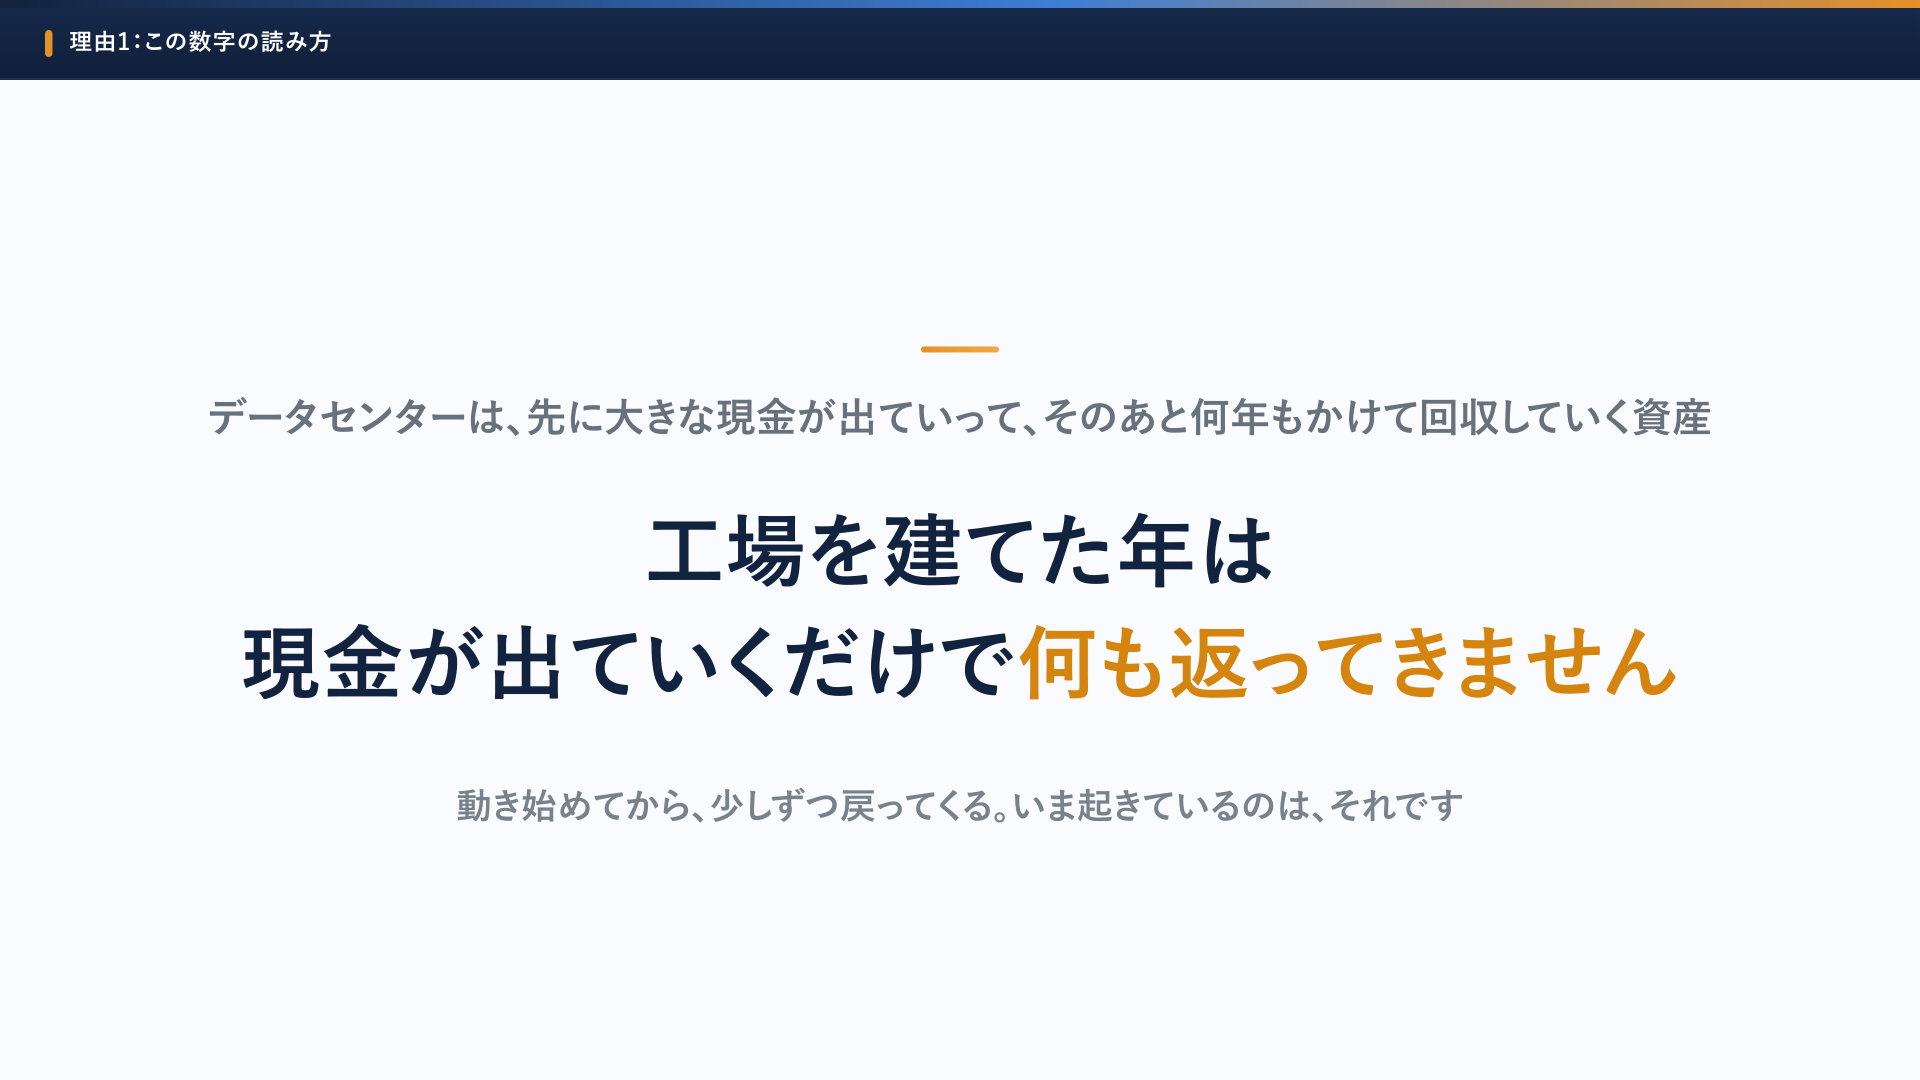 理由1：この数字の読み方
データセンターは、先に大きな現金が出ていって、そのあと何年もかけて回収していく資産
工場を建てた年は
現金が出ていくだけで何も返ってきません
動き始めてから、少しずつ戻ってくる。いま起きているのは、それです